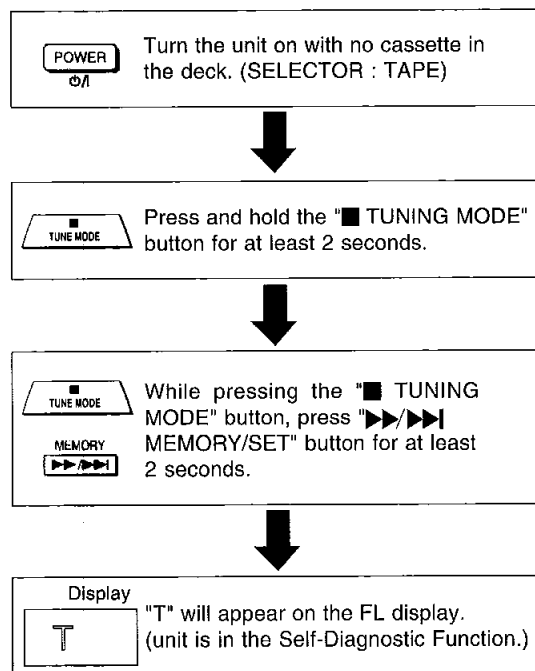 POWER
⏻/I
Turn the unit on with no cassette in
the deck. (SELECTOR : TAPE)
■
TUNE MODE
Press and hold the "■ TUNING MODE"
button for at least 2 seconds.
■
TUNE MODE
MEMORY
▶▶/▶▶|
While pressing the "■ TUNING
MODE" button, press "▶▶/▶▶|
MEMORY/SET" button for at least
2 seconds.
Display
T
"T" will appear on the FL display.
(unit is in the Self-Diagnostic Function.)